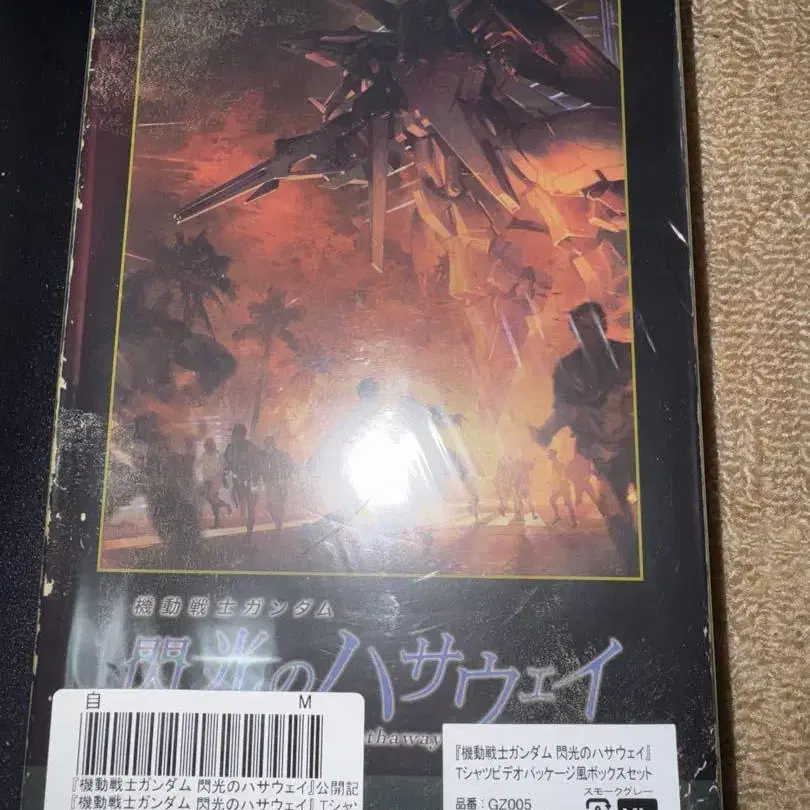 機動戦士ガンダム
閃光のハサウェイ
thaway
自 M
『機動戦士ガンダム 閃光のハサウェイ』公開記
『機動戦士ガンダム 閃光のハサウェイ』Tシャツ
『機動戦士ガンダム 閃光のハサウェイ』
Tシャツビデオパッケージ風ボックスセット
スモークグレー
品番：GZ005